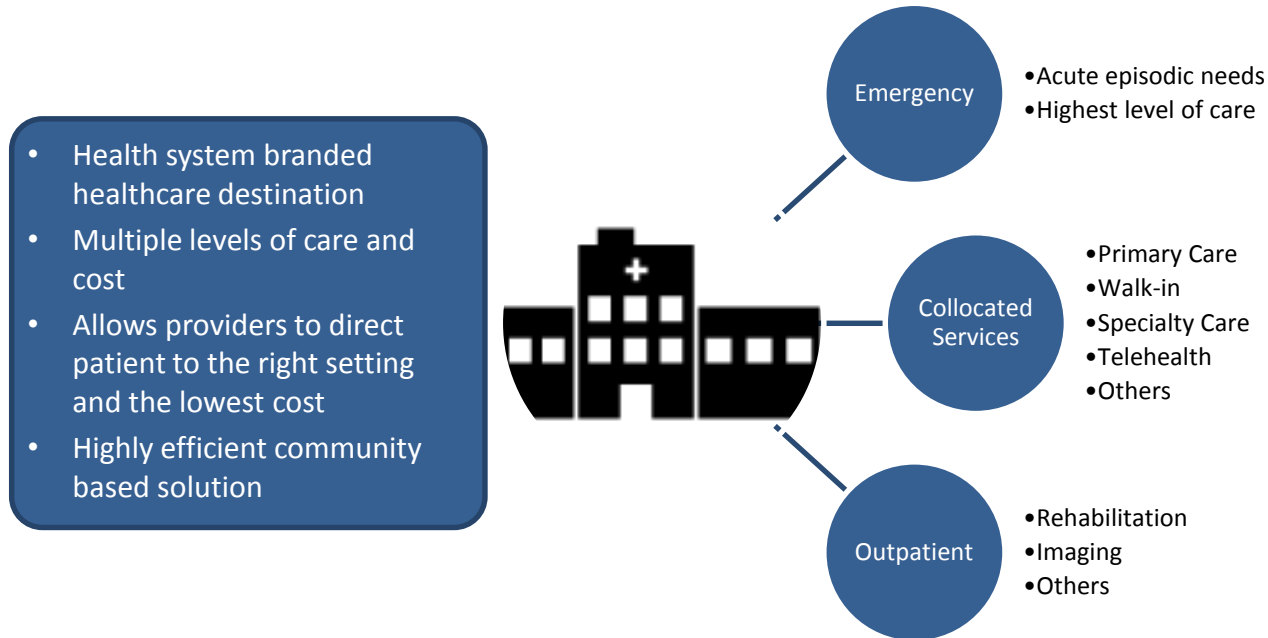 • Health system branded
healthcare destination
• Multiple levels of care and
cost
• Allows providers to direct
patient to the right setting
and the lowest cost
• Highly efficient community
based solution
Emergency
•Acute episodic needs
•Highest level of care
Collocated
Services
•Primary Care
•Walk-in
•Specialty Care
•Telehealth
•Others
Outpatient
•Rehabilitation
•Imaging
•Others